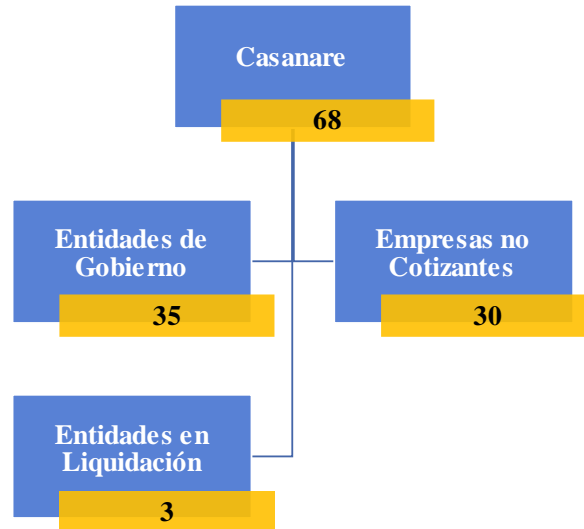 Casanare
68
Entidades de
Gobierno
35
Empresas no
Cotizantes
30
Entidades en
Liquidación
3